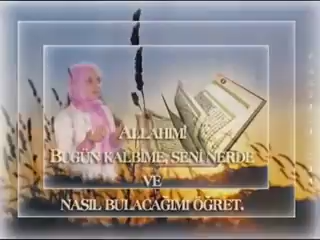 ALLAHIM!
BUGÜN KALBİME, SENİ NERDE
VE
NASIL BULACAĞIMI ÖĞRET.